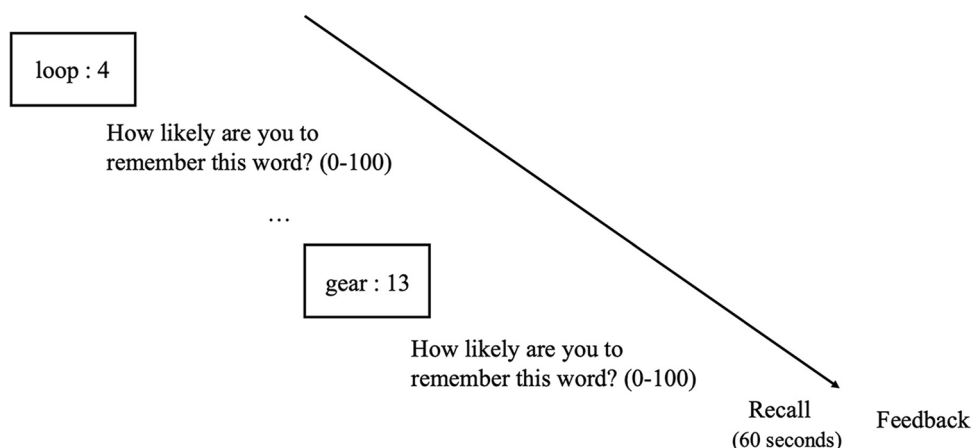 loop : 4
How likely are you to
remember this word? (0-100)
…
gear : 13
How likely are you to
remember this word? (0-100)
Recall
(60 seconds)
Feedback